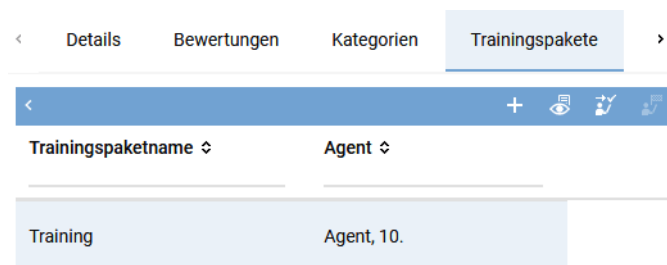 Details Bewertungen Kategorien Trainingspakete
Trainingspaketname Agent
Training Agent, 10.